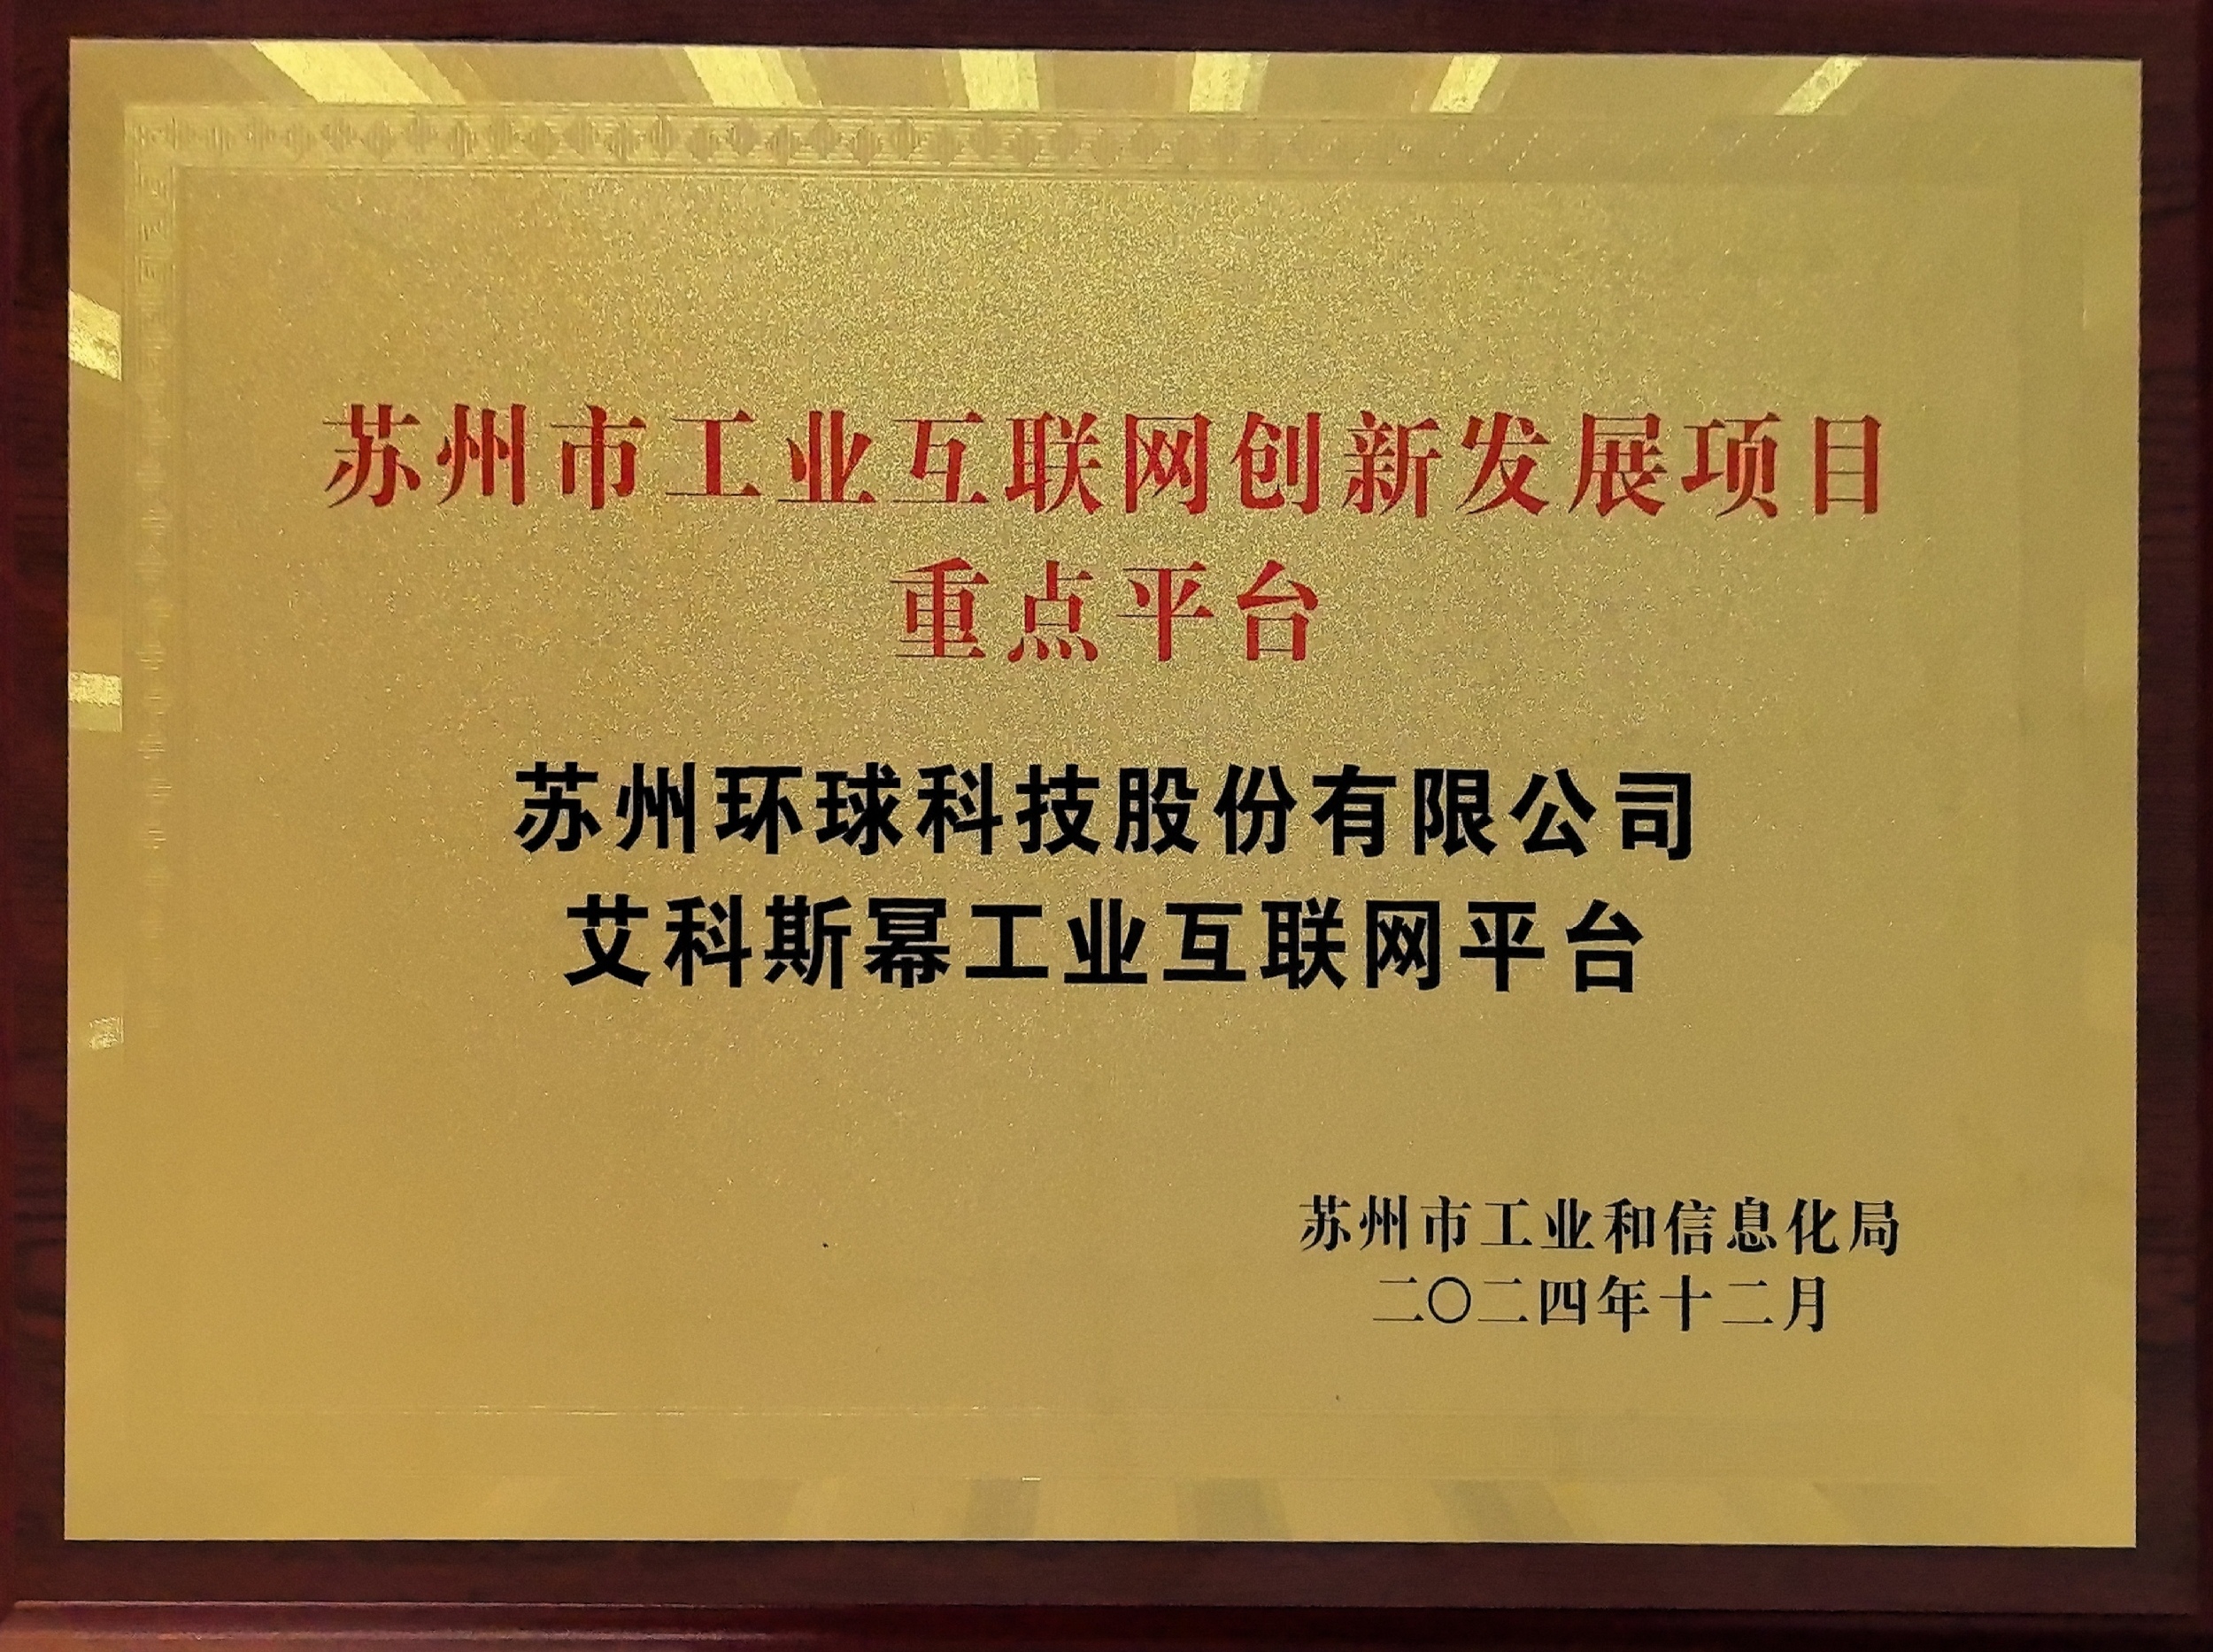 苏州市工业互联网创新发展项目
重点平台
苏州环球科技股份有限公司
艾科斯幂工业互联网平台
苏州市工业和信息化局
二〇二四年十二月